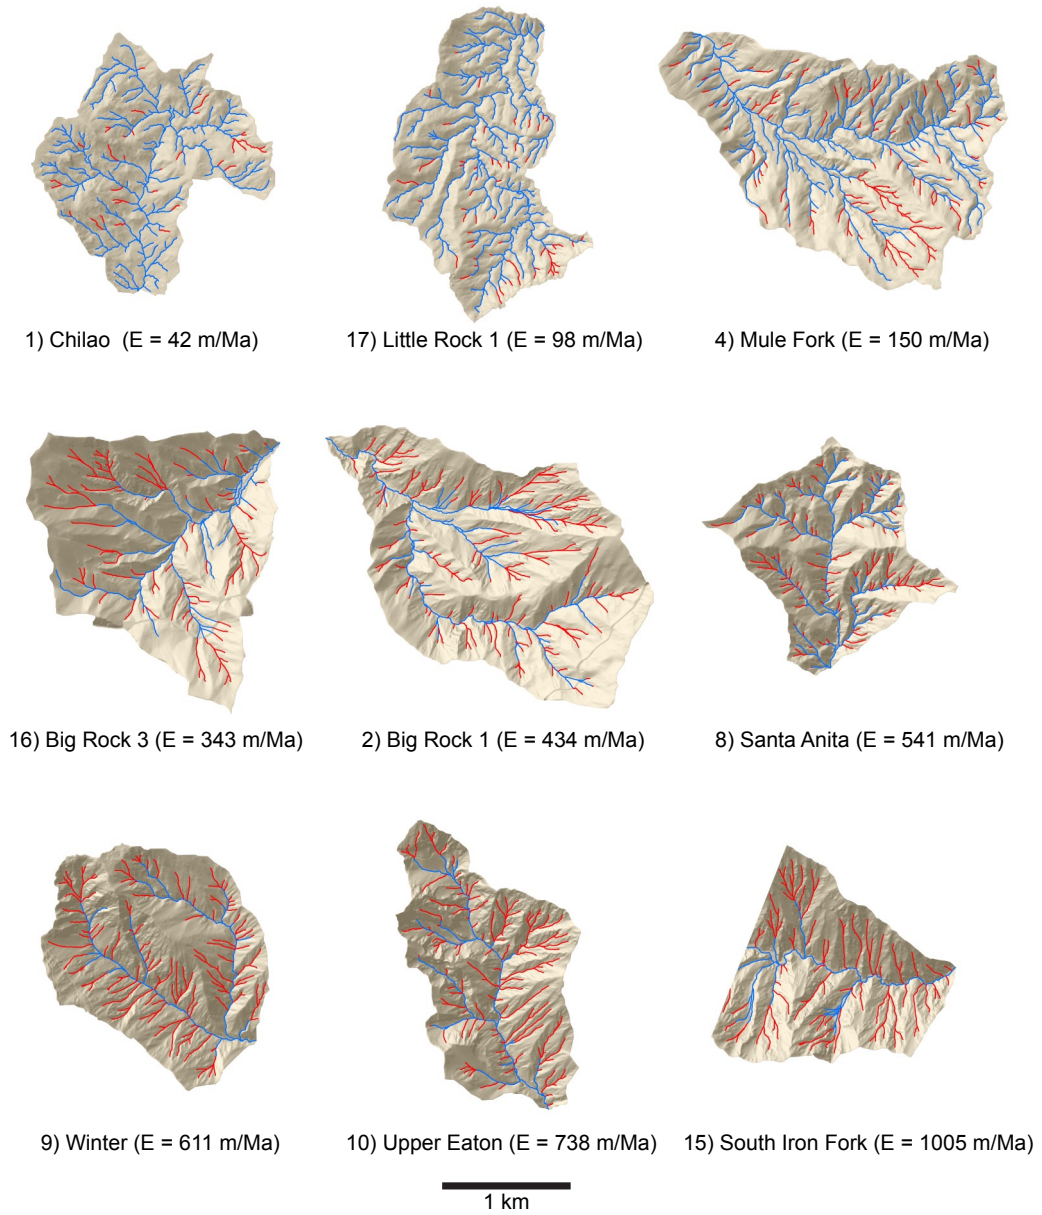 1) Chilao (E = 42 m/Ma)
17) Little Rock 1 (E = 98 m/Ma)
4) Mule Fork (E = 150 m/Ma)
16) Big Rock 3 (E = 343 m/Ma)
2) Big Rock 1 (E = 434 m/Ma)
8) Santa Anita (E = 541 m/Ma)
9) Winter (E = 611 m/Ma)
10) Upper Eaton (E = 738 m/Ma)
15) South Iron Fork (E = 1005 m/Ma)
1 km